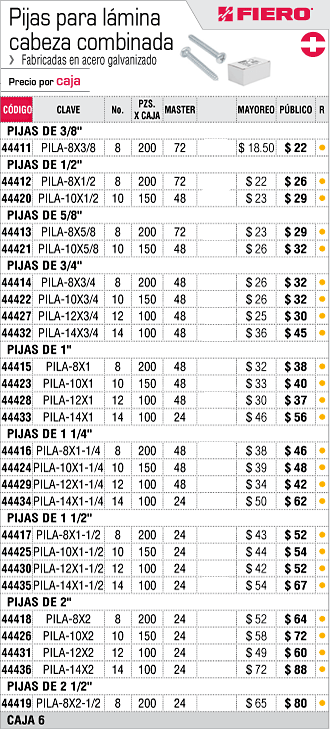 Pijas para lámina
cabeza combinada
FIERO®
› Fabricadas en acero galvanizado
Precio por caja
CÓDIGO CLAVE No. PZS. X CAJA MASTER MAYOREO PÚBLICO R
PIJAS DE 3/8"
44411 PILA-8X3/8 8 200 72 $ 18.50 $ 22
PIJAS DE 1/2"
44412 PILA-8X1/2 8 200 72 $ 22 $ 26
44420 PILA-10X1/2 10 150 48 $ 23 $ 29
PIJAS DE 5/8"
44413 PILA-8X5/8 8 200 72 $ 23 $ 29
44421 PILA-10X5/8 10 150 48 $ 26 $ 32
PIJAS DE 3/4"
44414 PILA-8X3/4 8 200 48 $ 26 $ 32
44422 PILA-10X3/4 10 150 48 $ 26 $ 32
44427 PILA-12X3/4 12 100 48 $ 25 $ 30
44432 PILA-14X3/4 14 100 48 $ 36 $ 45
PIJAS DE 1"
44415 PILA-8X1 8 200 48 $ 32 $ 38
44423 PILA-10X1 10 150 48 $ 33 $ 40
44428 PILA-12X1 12 100 48 $ 30 $ 37
44433 PILA-14X1 14 100 24 $ 46 $ 56
PIJAS DE 1 1/4"
44416 PILA-8X1-1/4 8 200 48 $ 38 $ 46
44424 PILA-10X1-1/4 10 150 48 $ 39 $ 48
44429 PILA-12X1-1/4 12 100 48 $ 34 $ 42
44434 PILA-14X1-1/4 14 100 24 $ 50 $ 62
PIJAS DE 1 1/2"
44417 PILA-8X1-1/2 8 200 24 $ 43 $ 52
44425 PILA-10X1-1/2 10 150 24 $ 44 $ 54
44430 PILA-12X1-1/2 12 100 24 $ 42 $ 52
44435 PILA-14X1-1/2 14 100 24 $ 54 $ 67
PIJAS DE 2"
44418 PILA-8X2 8 200 24 $ 52 $ 64
44426 PILA-10X2 10 150 24 $ 58 $ 72
44431 PILA-12X2 12 100 24 $ 49 $ 60
44436 PILA-14X2 14 100 24 $ 72 $ 88
PIJAS DE 2 1/2"
44419 PILA-8X2-1/2 8 200 24 $ 65 $ 80
CAJA 6